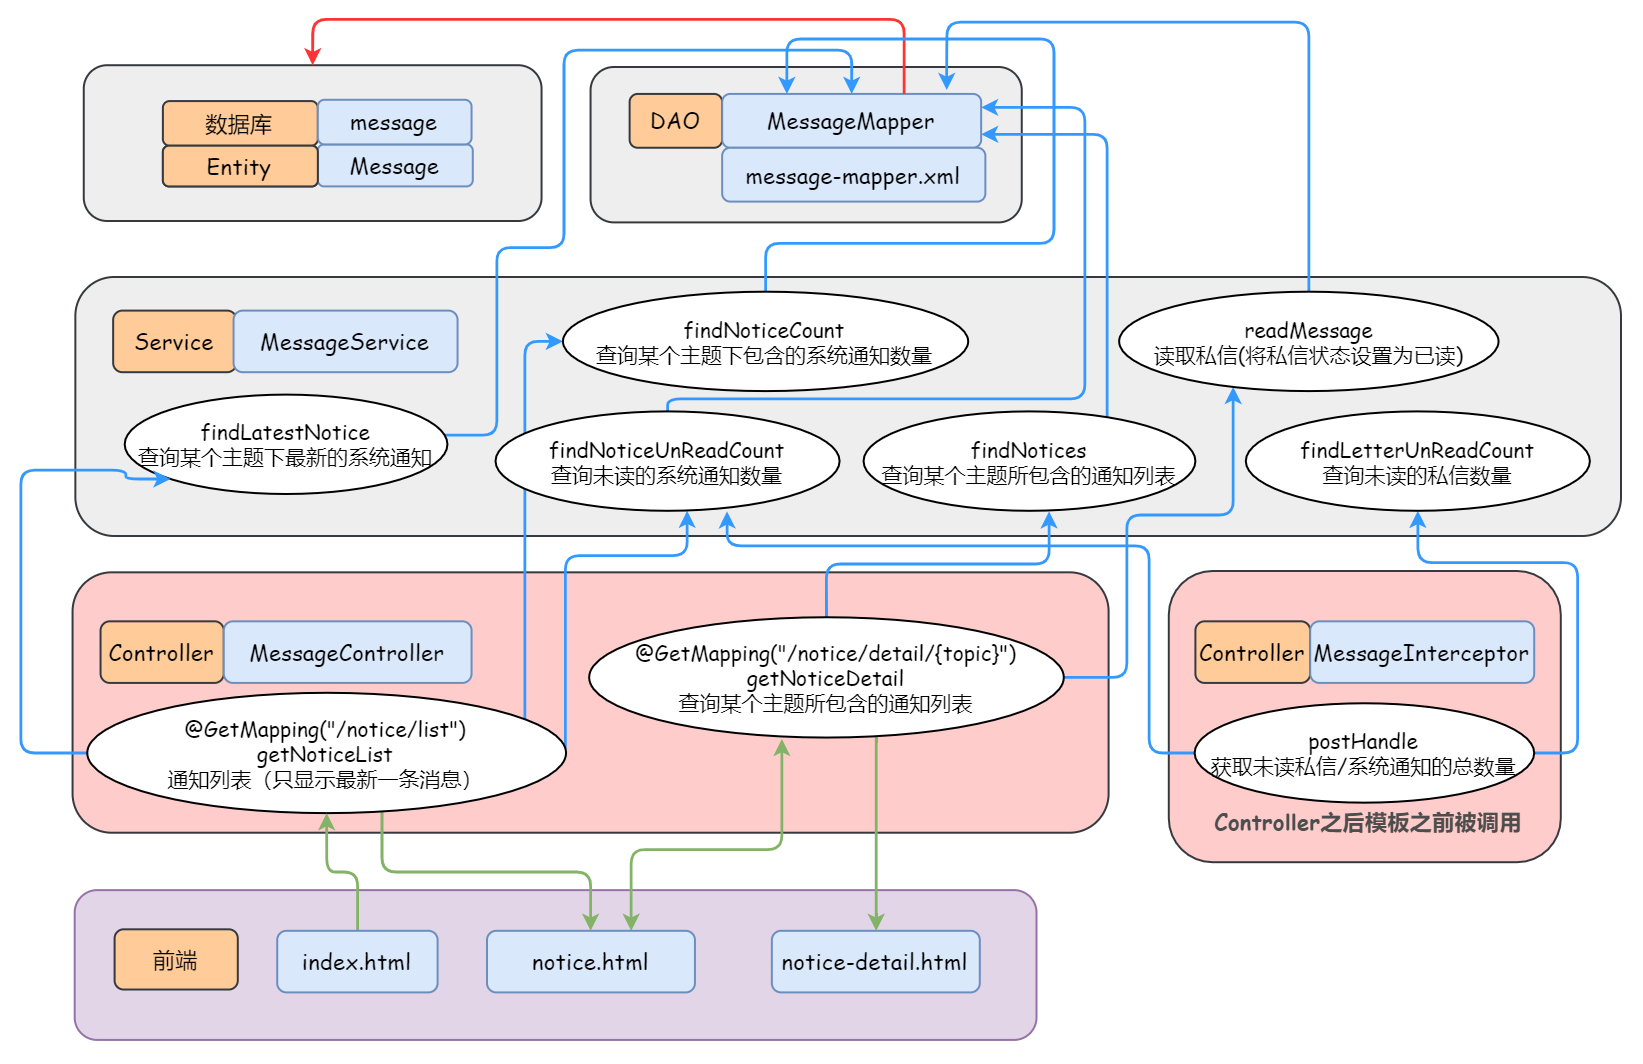 数据库
message
Entity
Message
DAO
MessageMapper
message-mapper.xml
Service
MessageService
findNoticeCount
查询某个主题下包含的系统通知数量
readMessage
读取私信(将私信状态设置为已读)
findLatestNotice
查询某个主题下最新的系统通知
findNoticeUnReadCount
查询未读的系统通知数量
findNotices
查询某个主题所包含的通知列表
findLetterUnReadCount
查询未读的私信数量
Controller
MessageController
@GetMapping("/notice/list")
getNoticeList
通知列表（只显示最新一条消息）
@GetMapping("/notice/detail/{topic}")
getNoticeDetail
查询某个主题所包含的通知列表
Controller
MessageInterceptor
postHandle
获取未读私信/系统通知的总数量
Controller之后模板之前被调用
前端
index.html
notice.html
notice-detail.html